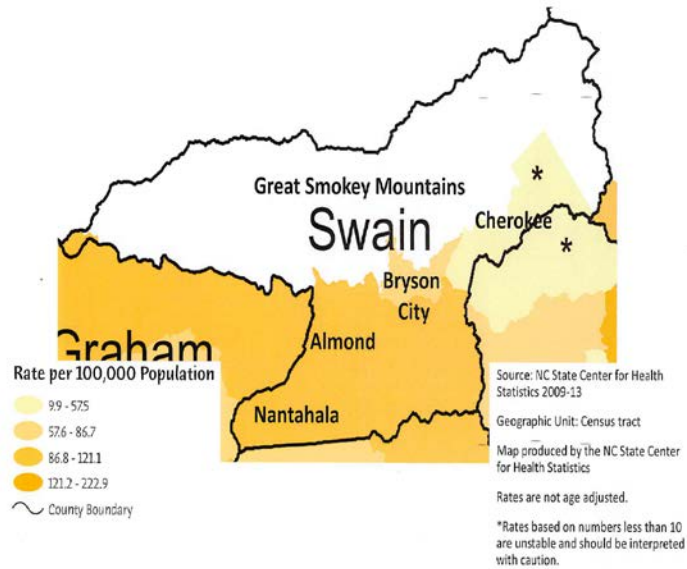 Great Smokey Mountains
Swain
Cherokee
*
*
Bryson
City
Almond
Graham
Nantahala
Rate per 100,000 Population
9.9 - 57.5
57.6 - 86.7
86.8 - 121.1
121.2 - 222.9
County Boundary
Source: NC State Center for Health
Statistics 2009-13
Geographic Unit: Census tract
Map produced by the NC State Center
for Health Statistics
Rates are not age adjusted.
*Rates based on numbers less than 10
are unstable and should be interpreted
with caution.